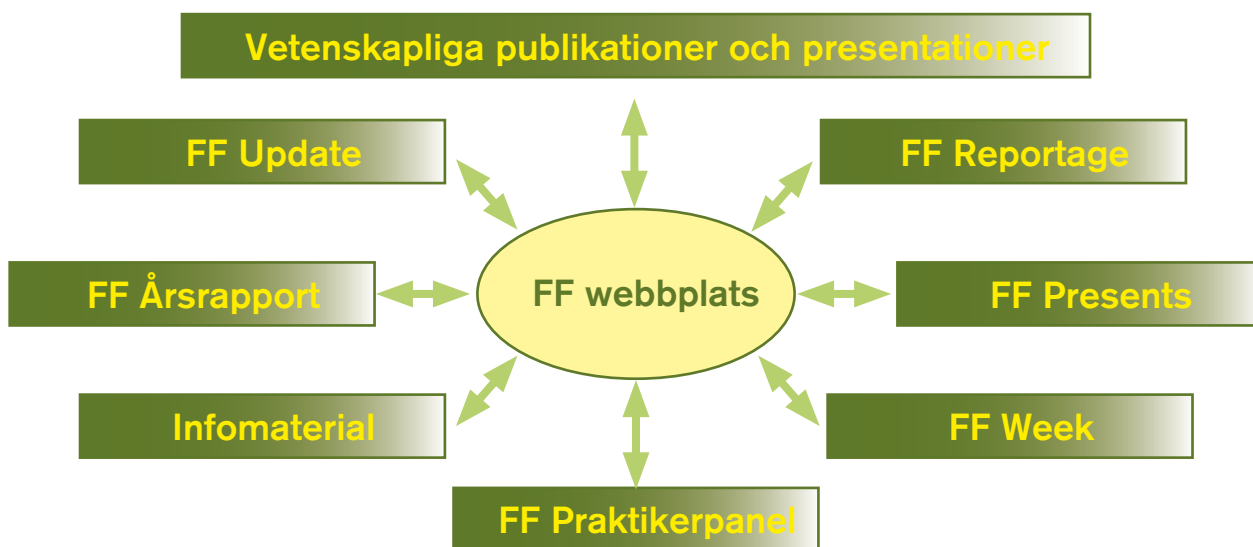 Vetenskapliga publikationer och presentationer
FF Update
FF Reportage
FF Årsrapport
FF webbplats
FF Presents
Infomaterial
FF Week
FF Praktikerpanel